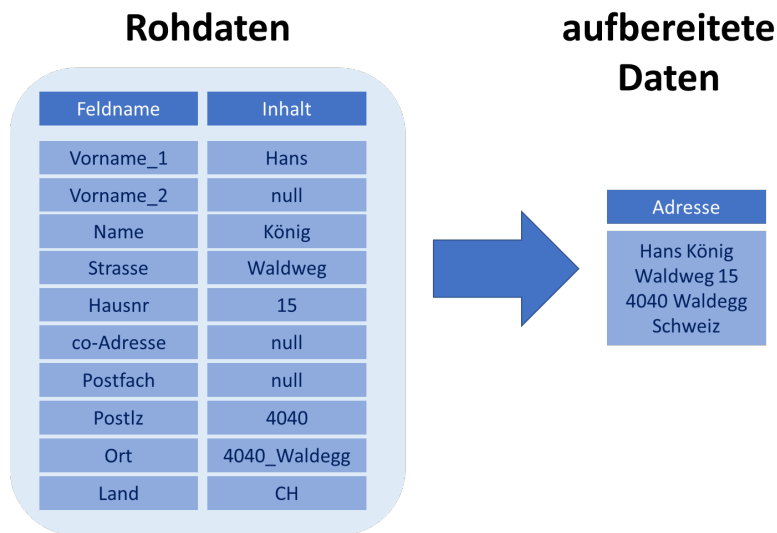 Rohdaten
Feldname Inhalt
Vorname_1 Hans
Vorname_2 null
Name König
Strasse Waldweg
Hausnr 15
co-Adresse null
Postfach null
Postlz 4040
Ort 4040_Waldegg
Land CH
aufbereitete
Daten
Adresse
Hans König
Waldweg 15
4040 Waldegg
Schweiz